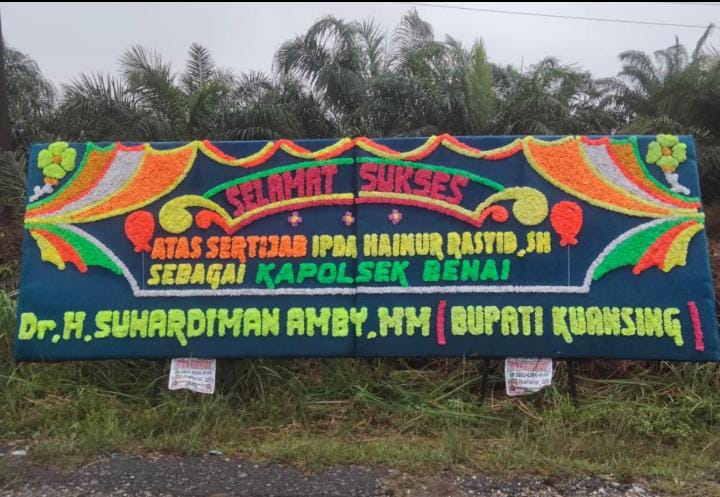 SELAMAT SUKSES
ATAS SERTIJAB IPDA HAINUR RASYID, SH
SEBAGAI KAPOLSEK BENAI
Dr. H. SUHARDIMAN AMBY, MM ( BUPATI KUANSING )